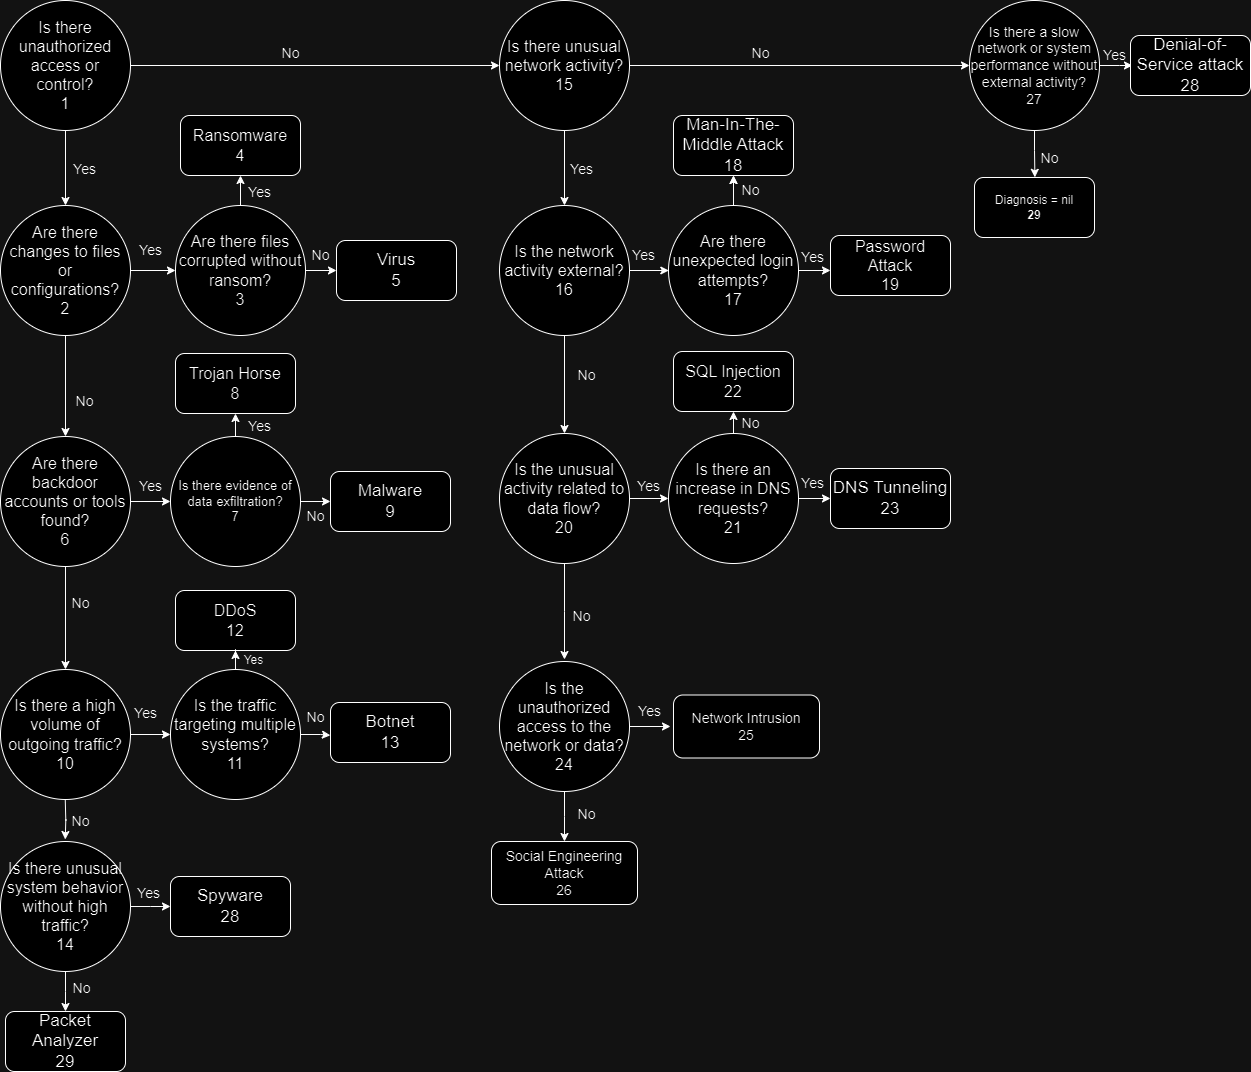 Is there
unauthorized
access or
control?
1
No
Is there unusual
network activity?
15
No
Is there a slow
network or system
performance without
external activity?
27
Yes
Denial-of-
Service attack
28
Yes
Ransomware
4
Yes
Yes
Man-In-The-
Middle Attack
18
No
No
Diagnosis = nil
29
Are there
changes to files
or
configurations?
2
Yes
Are there files
corrupted without
ransom?
3
No
Virus
5
Is the network
activity external?
16
Yes
Are there
unexpected login
attempts?
17
Yes
Password
Attack
19
No
Trojan Horse
8
Yes
No
SQL Injection
22
No
Are there
backdoor
accounts or tools
found?
6
Yes
Is there evidence of
data exfiltration?
7
No
Malware
9
Is the unusual
activity related to
data flow?
20
Yes
Is there an
increase in DNS
requests?
21
Yes
DNS Tunneling
23
No
DDoS
12
Yes
No
Is there a high
volume of
outgoing traffic?
10
Yes
Is the traffic
targeting multiple
systems?
11
No
Botnet
13
Is the
unauthorized
access to the
network or data?
24
Yes
Network Intrusion
25
No
No
Is there unusual
system behavior
without high
traffic?
14
Yes
Spyware
28
Social Engineering
Attack
26
No
Packet
Analyzer
29